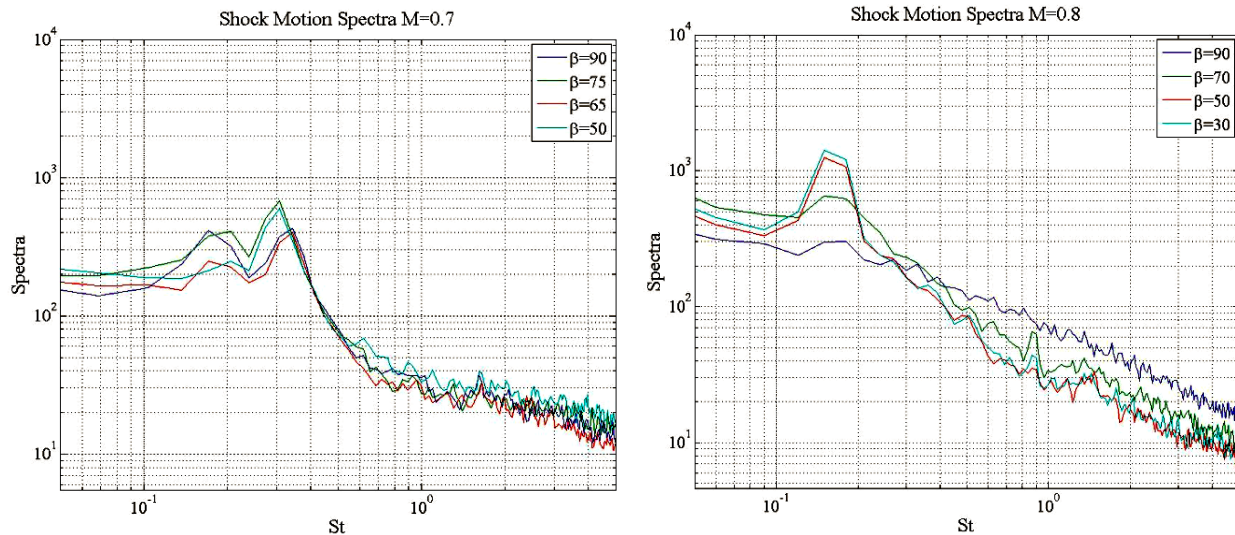 Shock Motion Spectra M=0.7
10^4
10^3
10^2
10^1
Spectra
β=90
β=75
β=65
β=50
10^-1
10^0
St
Shock Motion Spectra M=0.8
10^4
10^3
10^2
10^1
Spectra
β=90
β=70
β=50
β=30
10^-1
10^0
St